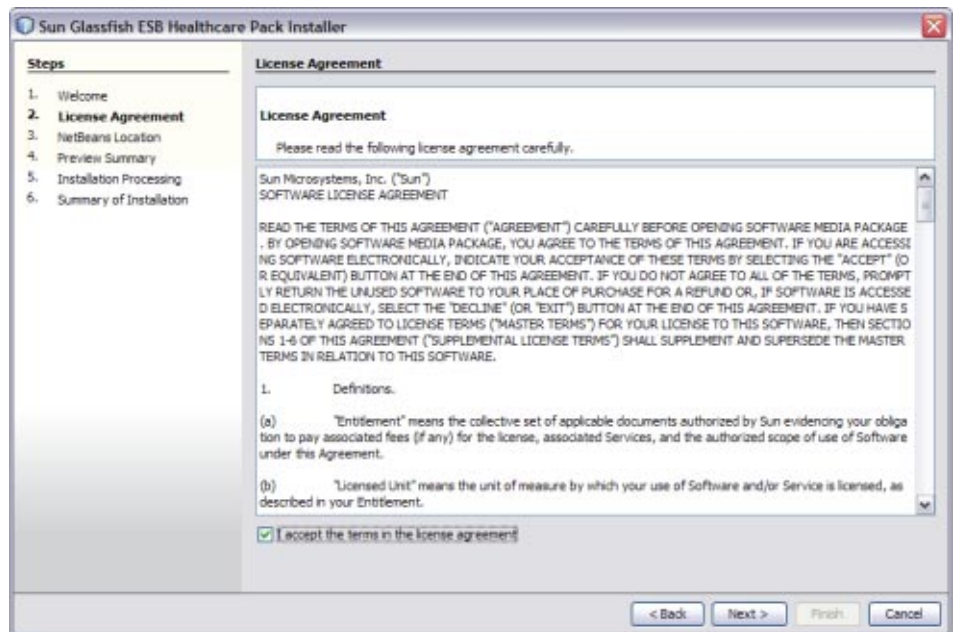 Sun Glassfish ESB Healthcare Pack Installer
Steps
1. Welcome
2. License Agreement
3. NetBeans Location
4. Preview Summary
5. Installation Processing
6. Summary of Installation
License Agreement
License Agreement
Please read the following license agreement carefully.
Sun Microsystems, Inc. ("Sun")
SOFTWARE LICENSE AGREEMENT
READ THE TERMS OF THIS AGREEMENT ("AGREEMENT") CAREFULLY BEFORE OPENING SOFTWARE MEDIA PACKAGE
. BY OPENING SOFTWARE MEDIA PACKAGE, YOU AGREE TO THE TERMS OF THIS AGREEMENT. IF YOU ARE ACCESSI
NG SOFTWARE ELECTRONICALLY, INDICATE YOUR ACCEPTANCE OF THESE TERMS BY SELECTING THE "ACCEPT" (O
R EQUIVALENT) BUTTON AT THE END OF THIS AGREEMENT. IF YOU DO NOT AGREE TO ALL OF THE TERMS, PROMPT
LY RETURN THE UNUSED SOFTWARE TO YOUR PLACE OF PURCHASE FOR A REFUND OR, IF SOFTWARE IS ACCESSE
D ELECTRONICALLY, SELECT THE "DECLINE" (OR "EXIT") BUTTON AT THE END OF THIS AGREEMENT. IF YOU HAVE S
EPARATELY AGREED TO LICENSE TERMS ("MASTER TERMS") FOR YOUR LICENSE TO THIS SOFTWARE, THEN SECTIO
NS 1-6 OF THIS AGREEMENT ("SUPPLEMENTAL LICENSE TERMS") SHALL SUPPLEMENT AND SUPERSEDE THE MASTER
TERMS IN RELATION TO THIS SOFTWARE.
1. Definitions.
(a) "Entitlement" means the collective set of applicable documents authorized by Sun evidencing your obliga
tion to pay associated fees (if any) for the license, associated Services, and the authorized scope of use of Software
under this Agreement.
(b) "Licensed Unit" means the unit of measure by which your use of Software and/or Service is licensed, as
described in your Entitlement.
I accept the terms in the license agreement
< Back Next > Finish Cancel